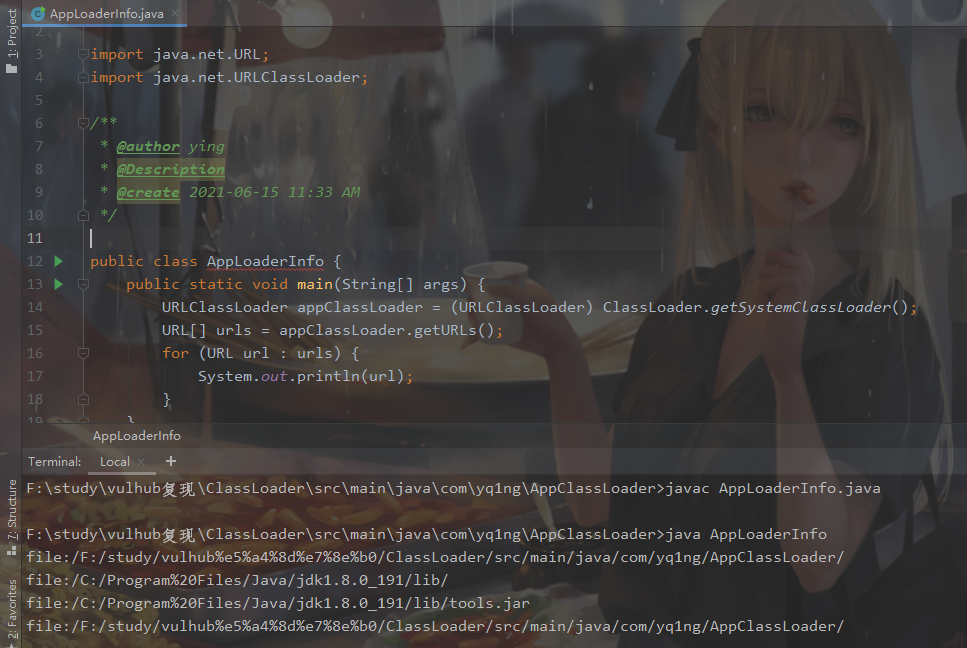 AppLoaderInfo.java
1: Project
2
3 import java.net.URL;
4 import java.net.URLClassLoader;
5
6 /**
7 * @author ying
8 * @Description
9 * @create 2021-06-15 11:33 AM
10 */
11
12 public class AppLoaderInfo {
13 public static void main(String[] args) {
14 URLClassLoader appClassLoader = (URLClassLoader) ClassLoader.getSystemClassLoader();
15 URL[] urls = appClassLoader.getURLs();
16 for (URL url : urls) {
17 System.out.println(url);
18 }
19 }
AppLoaderInfo
Terminal: Local × +
F:\study\vulhub复现\ClassLoader\src\main\java\com\yq1ng\AppClassLoader>javac AppLoaderInfo.java
7: Structure
F:\study\vulhub复现\ClassLoader\src\main\java\com\yq1ng\AppClassLoader>java AppLoaderInfo
file:/F:/study/vulhub%e5%a4%8d%e7%8e%b0/ClassLoader/src/main/java/com/yq1ng/AppClassLoader/
file:/C:/Program%20Files/Java/jdk1.8.0_191/lib/
file:/C:/Program%20Files/Java/jdk1.8.0_191/lib/tools.jar
file:/F:/study/vulhub%e5%a4%8d%e7%8e%b0/ClassLoader/src/main/java/com/yq1ng/AppClassLoader/
2: Favorites